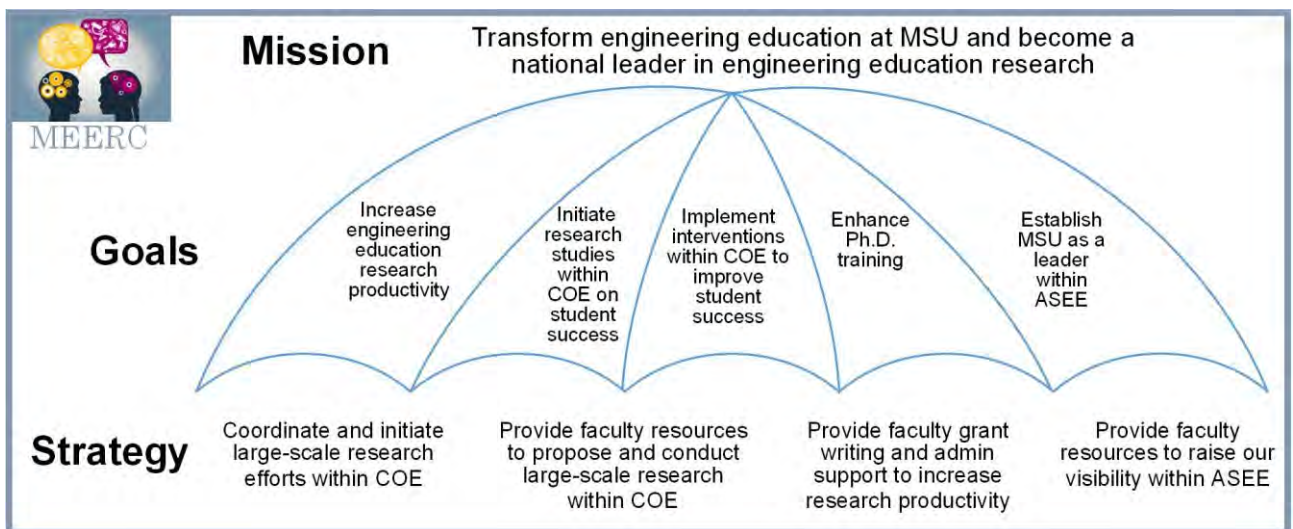 MEERC
Mission
Transform engineering education at MSU and become a
national leader in engineering education research
Goals
Increase
engineering
education
research
productivity
Initiate
research
studies
within
COE on
student
success
Implement
interventions
within COE to
improve
student
success
Enhance
Ph.D.
training
Establish
MSU as a
leader
within
ASEE
Strategy
Coordinate and initiate
large-scale research
efforts within COE
Provide faculty resources
to propose and conduct
large-scale research
within COE
Provide faculty grant
writing and admin
support to increase
research productivity
Provide faculty
resources to raise our
visibility within ASEE